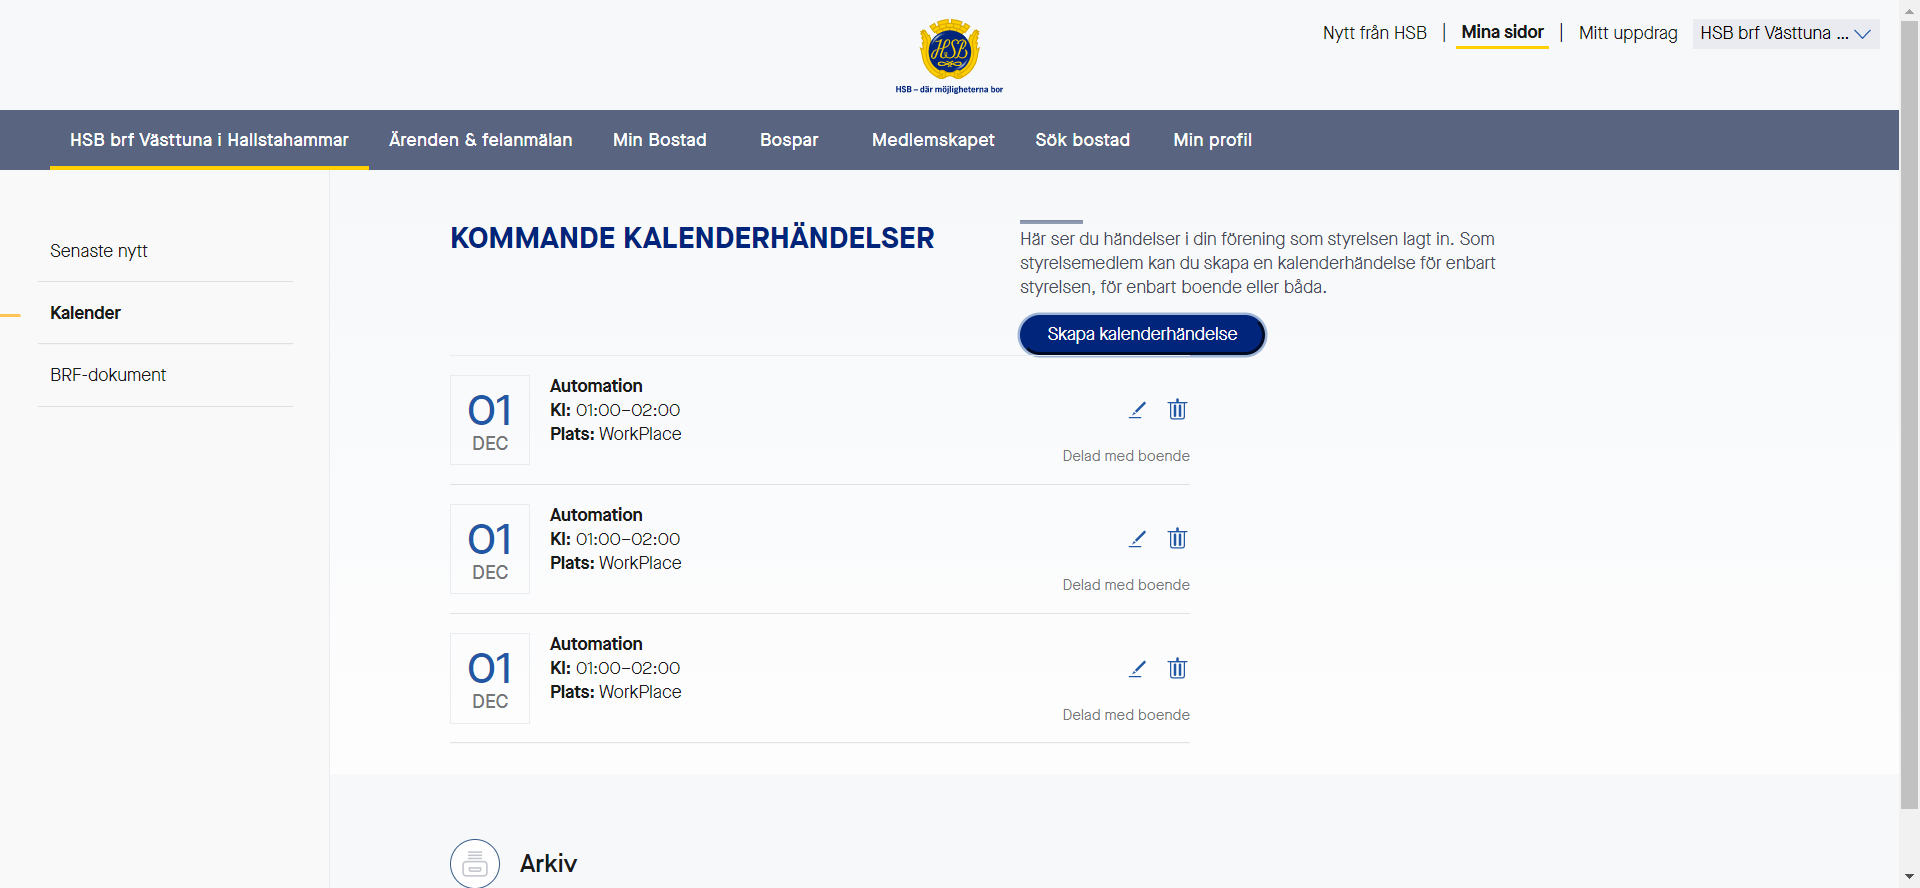 HSB
HSB – där möjligheterna bor
Nytt från HSB | Mina sidor | Mitt uppdrag HSB brf Västtuna ...
HSB brf Västtuna i Hallstahammar Ärenden & felanmälan Min Bostad Bospar Medlemskapet Sök bostad Min profil
Senaste nytt
Kalender
BRF-dokument
KOMMANDE KALENDERHÄNDELSER
Här ser du händelser i din förening som styrelsen lagt in. Som
styrelsemedlem kan du skapa en kalenderhändelse för enbart
styrelsen, för enbart boende eller båda.
Skapa kalenderhändelse
01
DEC
Automation
Kl: 01:00–02:00
Plats: WorkPlace
Delad med boende
01
DEC
Automation
Kl: 01:00–02:00
Plats: WorkPlace
Delad med boende
01
DEC
Automation
Kl: 01:00–02:00
Plats: WorkPlace
Delad med boende
Arkiv